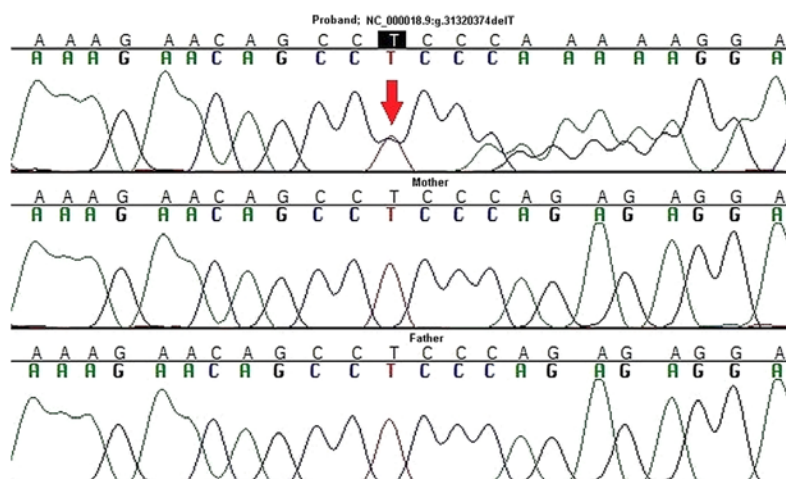 Proband; NC_000018.9:g.31320374delT
A A A G A A C A G C C T C C C A G A G A G G A
A A A G A A C A G C C T C C C A A A A A G G A
Mother
A A A G A A C A G C C T C C C A G A G A G G A
A A A G A A C A G C C T C C C A G A G A G G A
Father
A A A G A A C A G C C T C C C A G A G A G G A
A A A G A A C A G C C T C C C A G A G A G G A